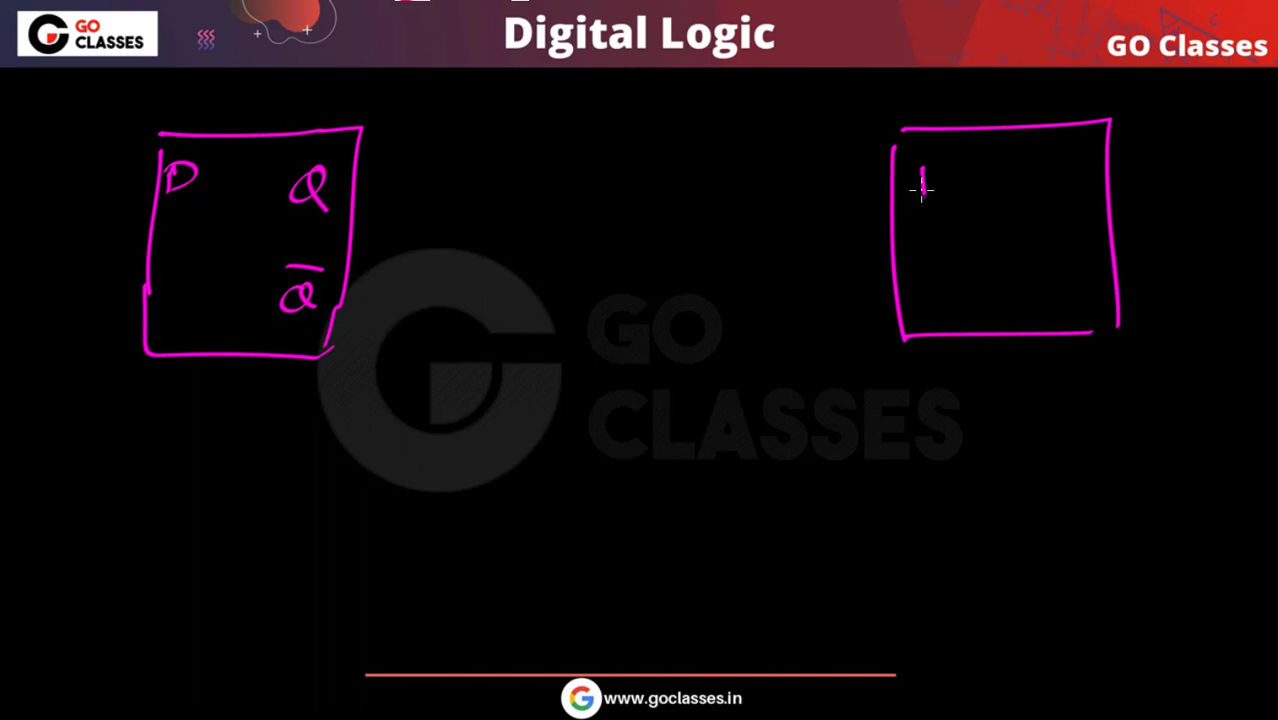 GO
CLASSES
Digital Logic
GO Classes
D Q
Q̅
GO
CLASSES
www.goclasses.in